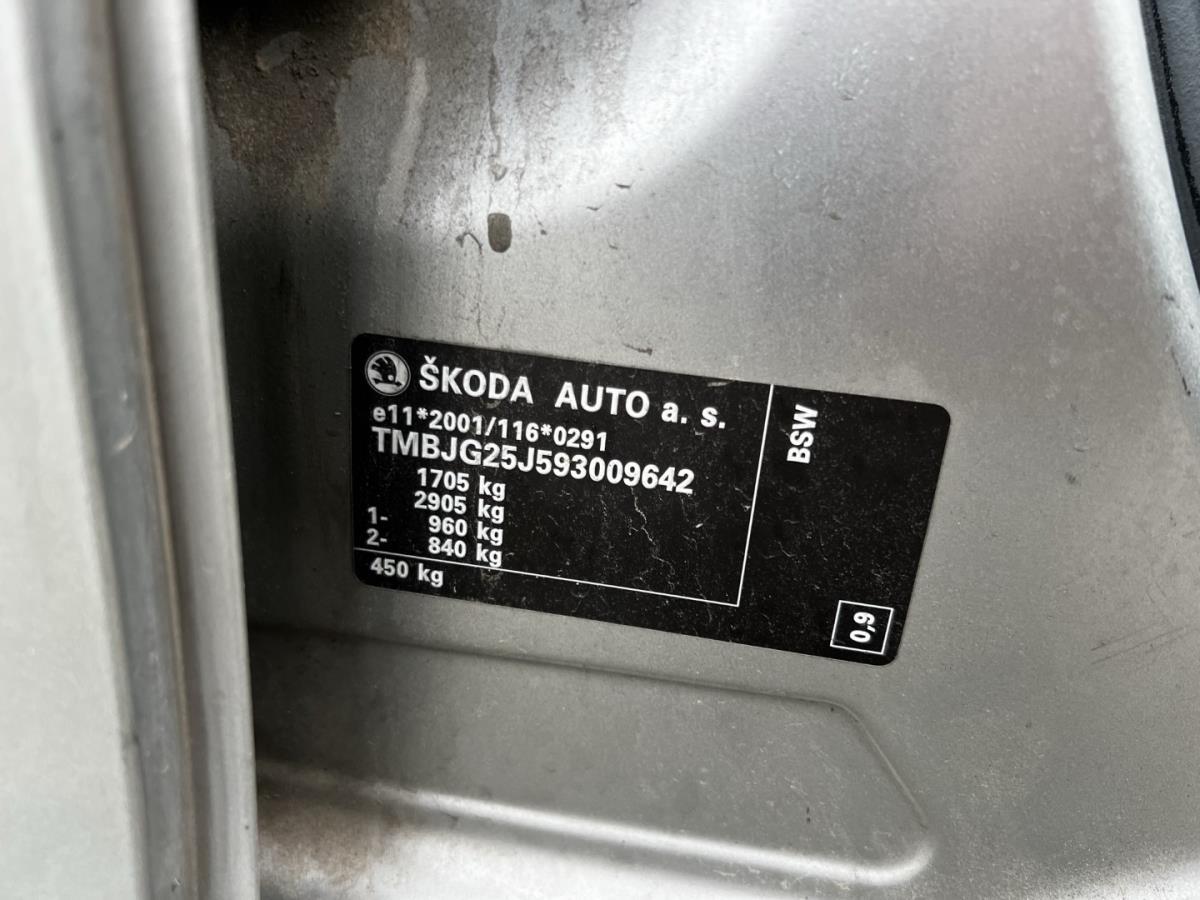 ŠKODA AUTO a. s.
e11*2001/116*0291
TMBJG25J593009642
1705 kg
2905 kg
1- 960 kg
2- 840 kg
450 kg
BSW
0,9